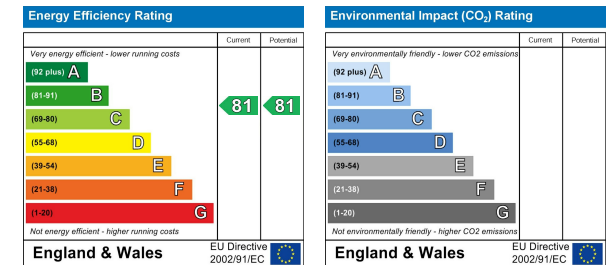 Energy Efficiency Rating
Current Potential
Very energy efficient - lower running costs
(92 plus) A
(81-91) B
81 81
(69-80) C
(55-68) D
(39-54) E
(21-38) F
(1-20) G
Not energy efficient - higher running costs
England & Wales
EU Directive
2002/91/EC
Environmental Impact (CO₂) Rating
Current Potential
Very environmentally friendly - lower CO2 emissions
(92 plus) A
(81-91) B
(69-80) C
(55-68) D
(39-54) E
(21-38) F
(1-20) G
Not environmentally friendly - higher CO2 emissions
England & Wales
EU Directive
2002/91/EC